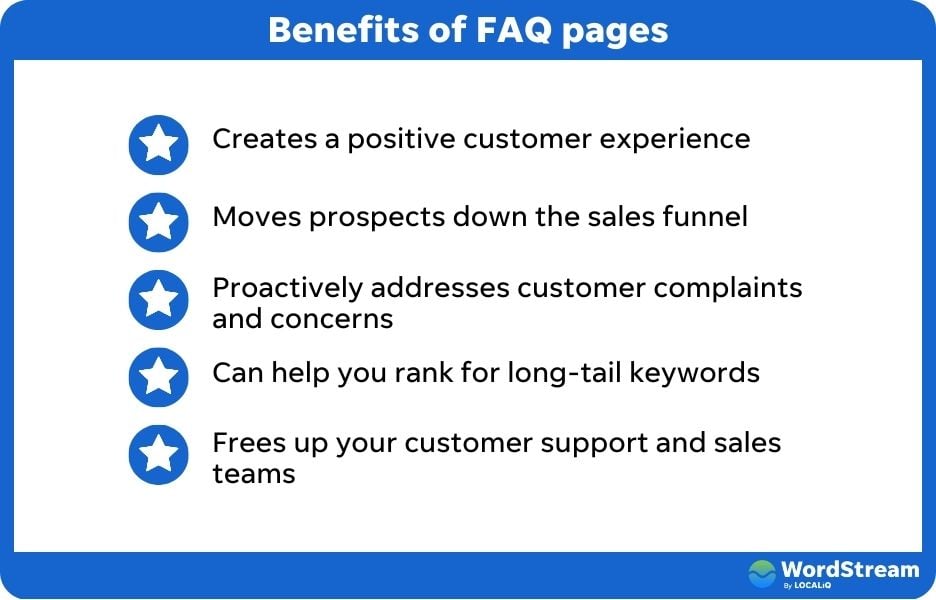 Benefits of FAQ pages
Creates a positive customer experience
Moves prospects down the sales funnel
Proactively addresses customer complaints
and concerns
Can help you rank for long-tail keywords
Frees up your customer support and sales
teams
WordStream
By LOCALiQ